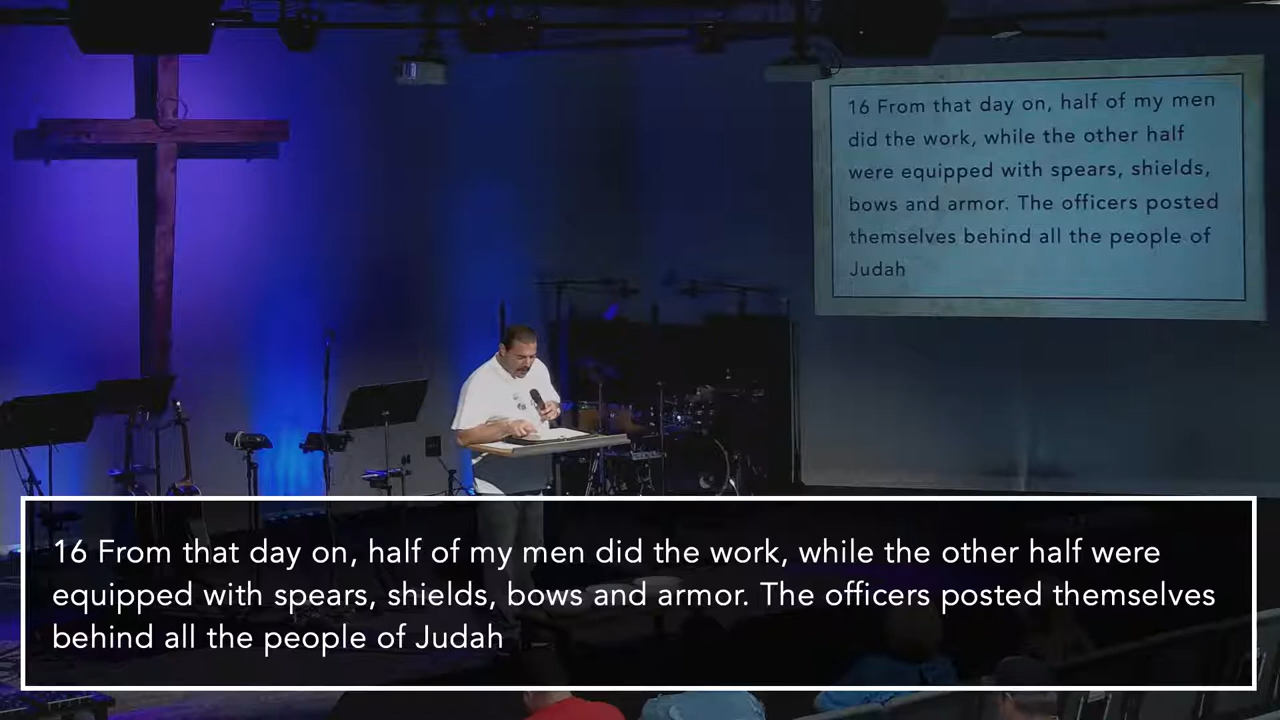 16 From that day on, half of my men
did the work, while the other half
were equipped with spears, shields,
bows and armor. The officers posted
themselves behind all the people of
Judah
16 From that day on, half of my men did the work, while the other half were
equipped with spears, shields, bows and armor. The officers posted themselves
behind all the people of Judah